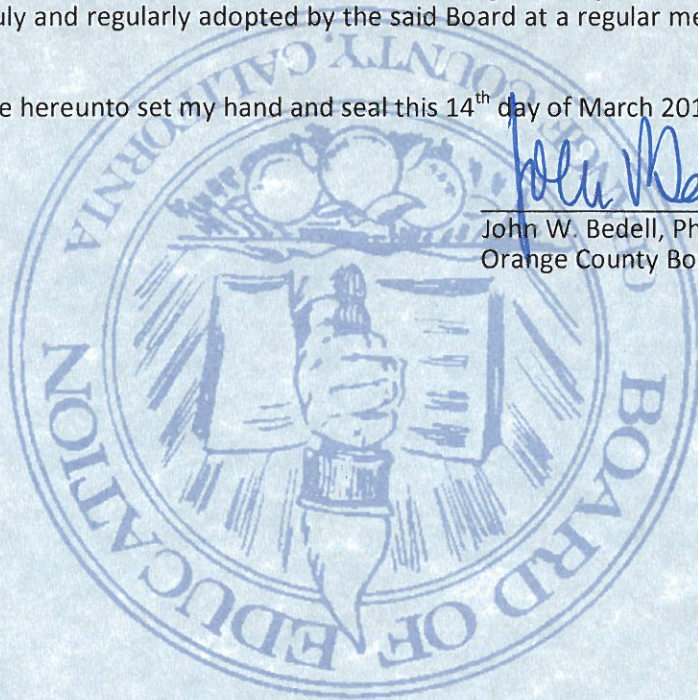 uly and regularly adopted by the said Board at a regular me
e hereunto set my hand and seal this 14th day of March 201
John W. Bedell, Ph
Orange County Bo
BOARD OF EDUCATION
COUNTY, CALIFORNIA